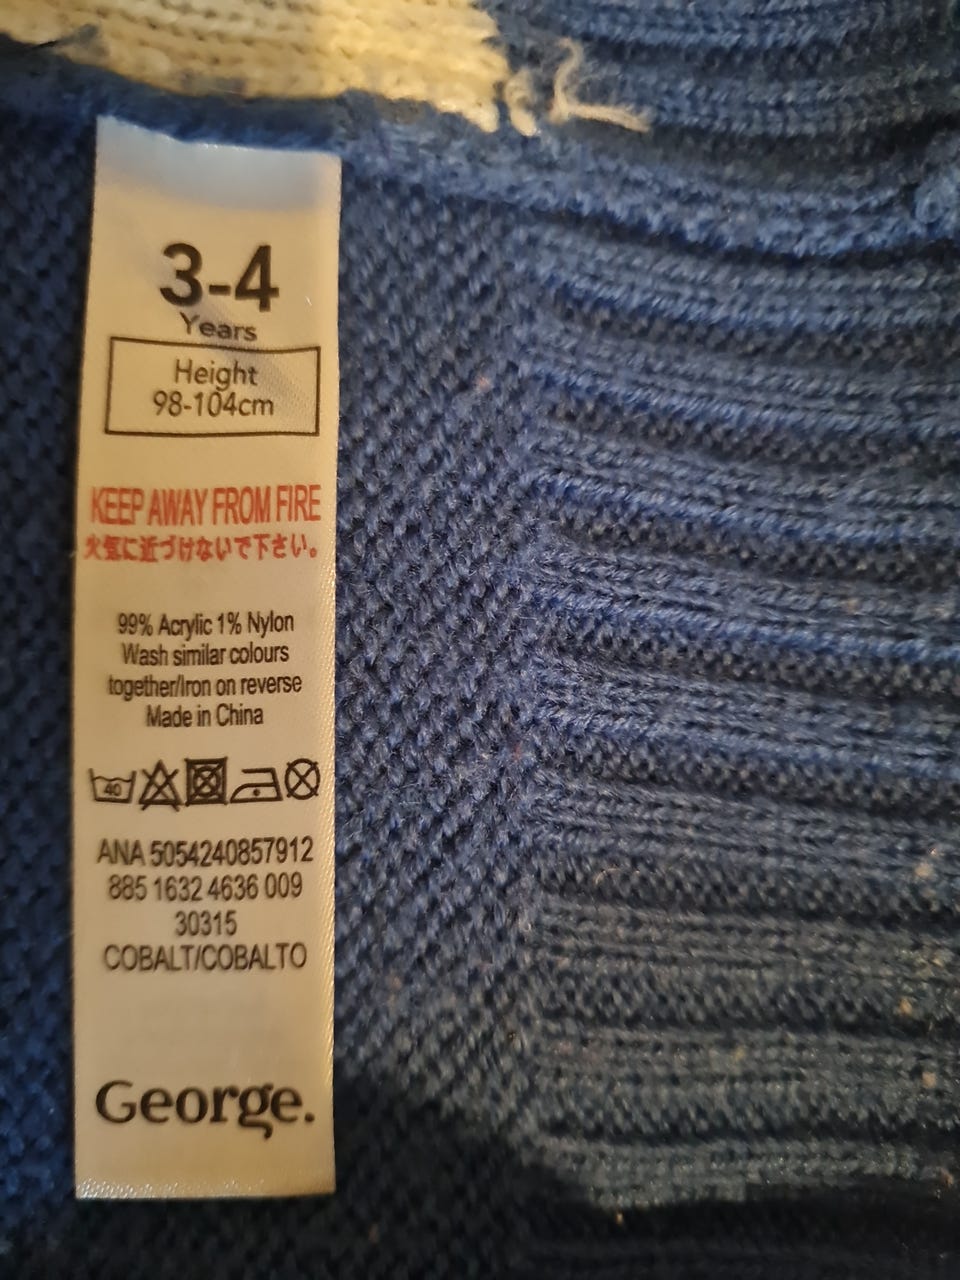 3-4
Years
Height
98-104cm
KEEP AWAY FROM FIRE
火気に近づけないで下さい。
99% Acrylic 1% Nylon
Wash similar colours
together/Iron on reverse
Made in China
40
ANA 5054240857912
885 1632 4636 009
30315
COBALT/COBALTO
George.